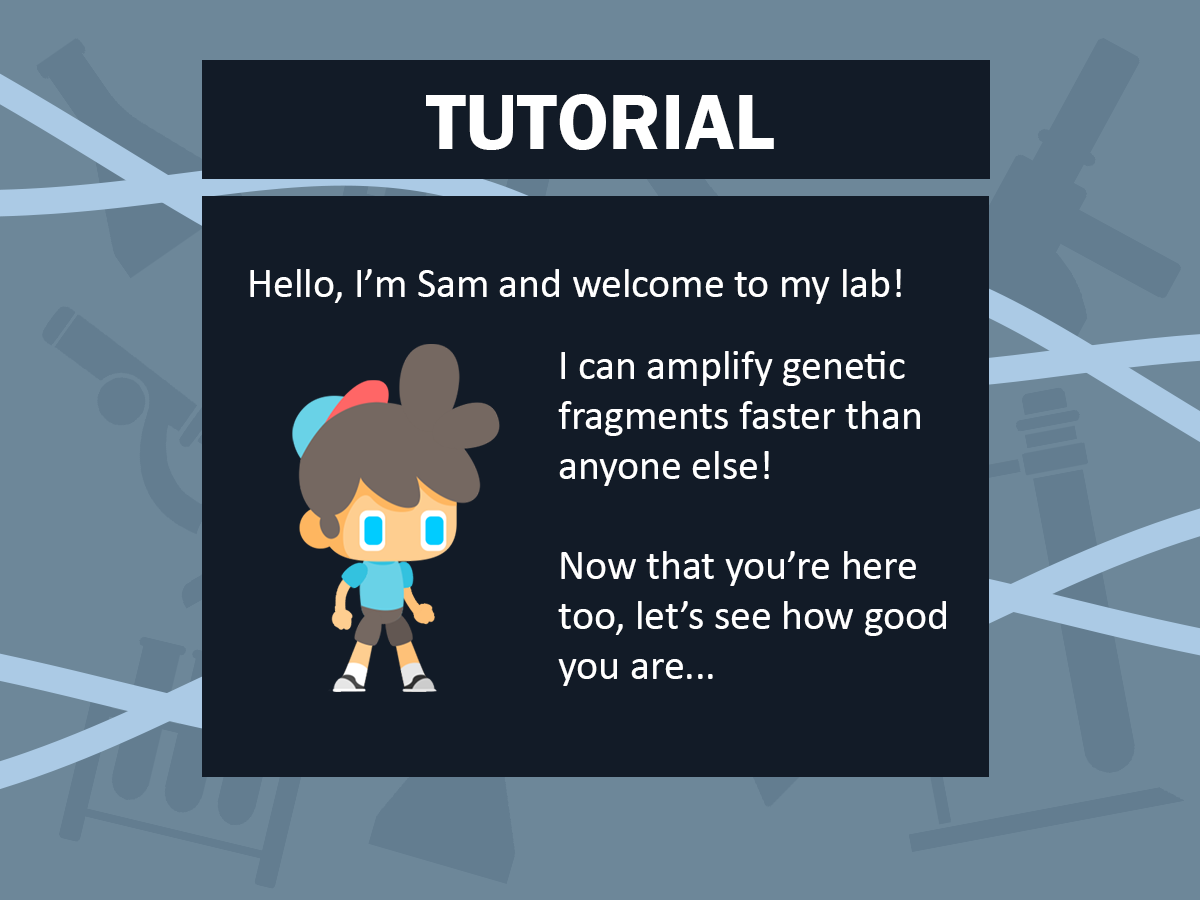 TUTORIAL
Hello, I’m Sam and welcome to my lab!
I can amplify genetic
fragments faster than
anyone else!
Now that you’re here
too, let’s see how good
you are...